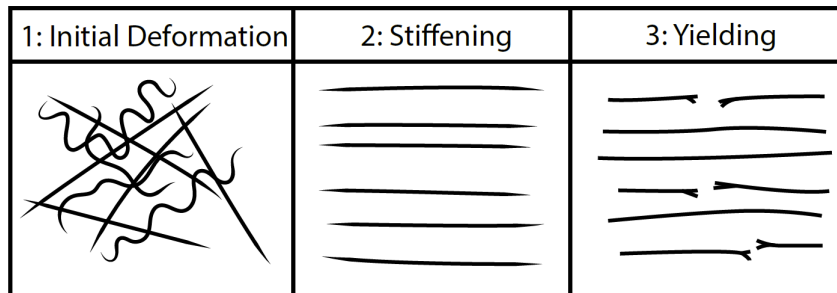 1: Initial Deformation
2: Stiffening
3: Yielding